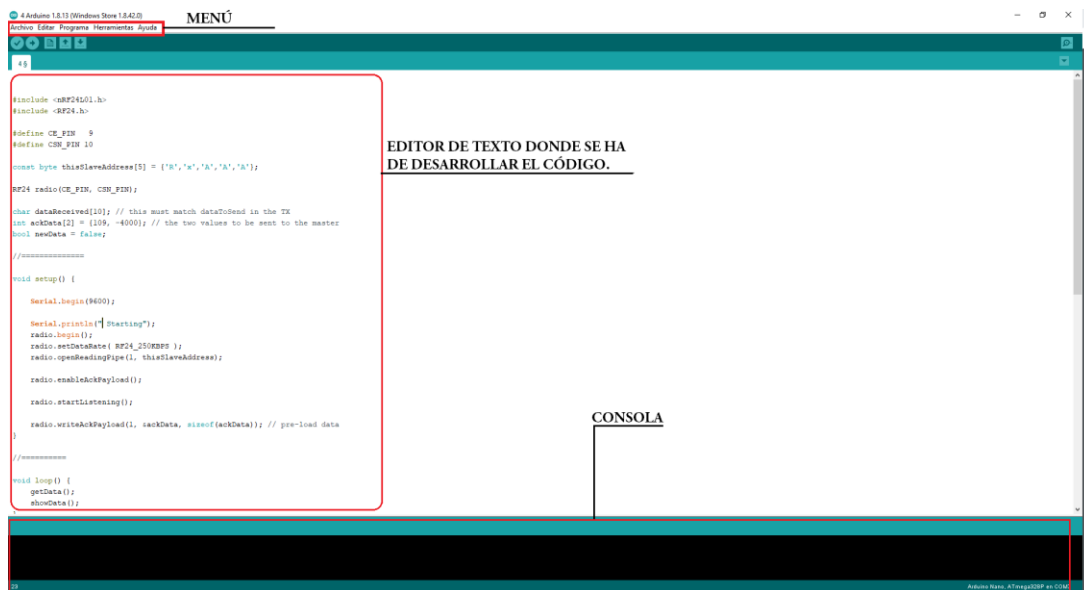 4 Arduino 1.8.13 (Windows Store 1.8.42.0)
MENÚ
Archivo Editar Programa Herramientas Ayuda
4 §
#include <nRF24L01.h>
#include <RF24.h>
#define CE_PIN   9
#define CSN_PIN 10
const byte thisSlaveAddress[5] = {'R','x','A','A','A'};
RF24 radio(CE_PIN, CSN_PIN);
char dataReceived[10]; // this must match dataToSend in the TX
int ackData[2] = {109, -4000}; // the two values to be sent to the master
bool newData = false;
//==============
void setup() {
Serial.begin(9600);
Serial.println(" Starting");
radio.begin();
radio.setDataRate( RF24_250KBPS );
radio.openReadingPipe(1, thisSlaveAddress);
radio.enableAckPayload();
radio.startListening();
radio.writeAckPayload(1, &ackData, sizeof(ackData)); // pre-load data
}
//==========
void loop() {
getData();
showData();
EDITOR DE TEXTO DONDE SE HA
DE DESARROLLAR EL CÓDIGO.
CONSOLA
23
Arduino Nano, ATmega328P en COM